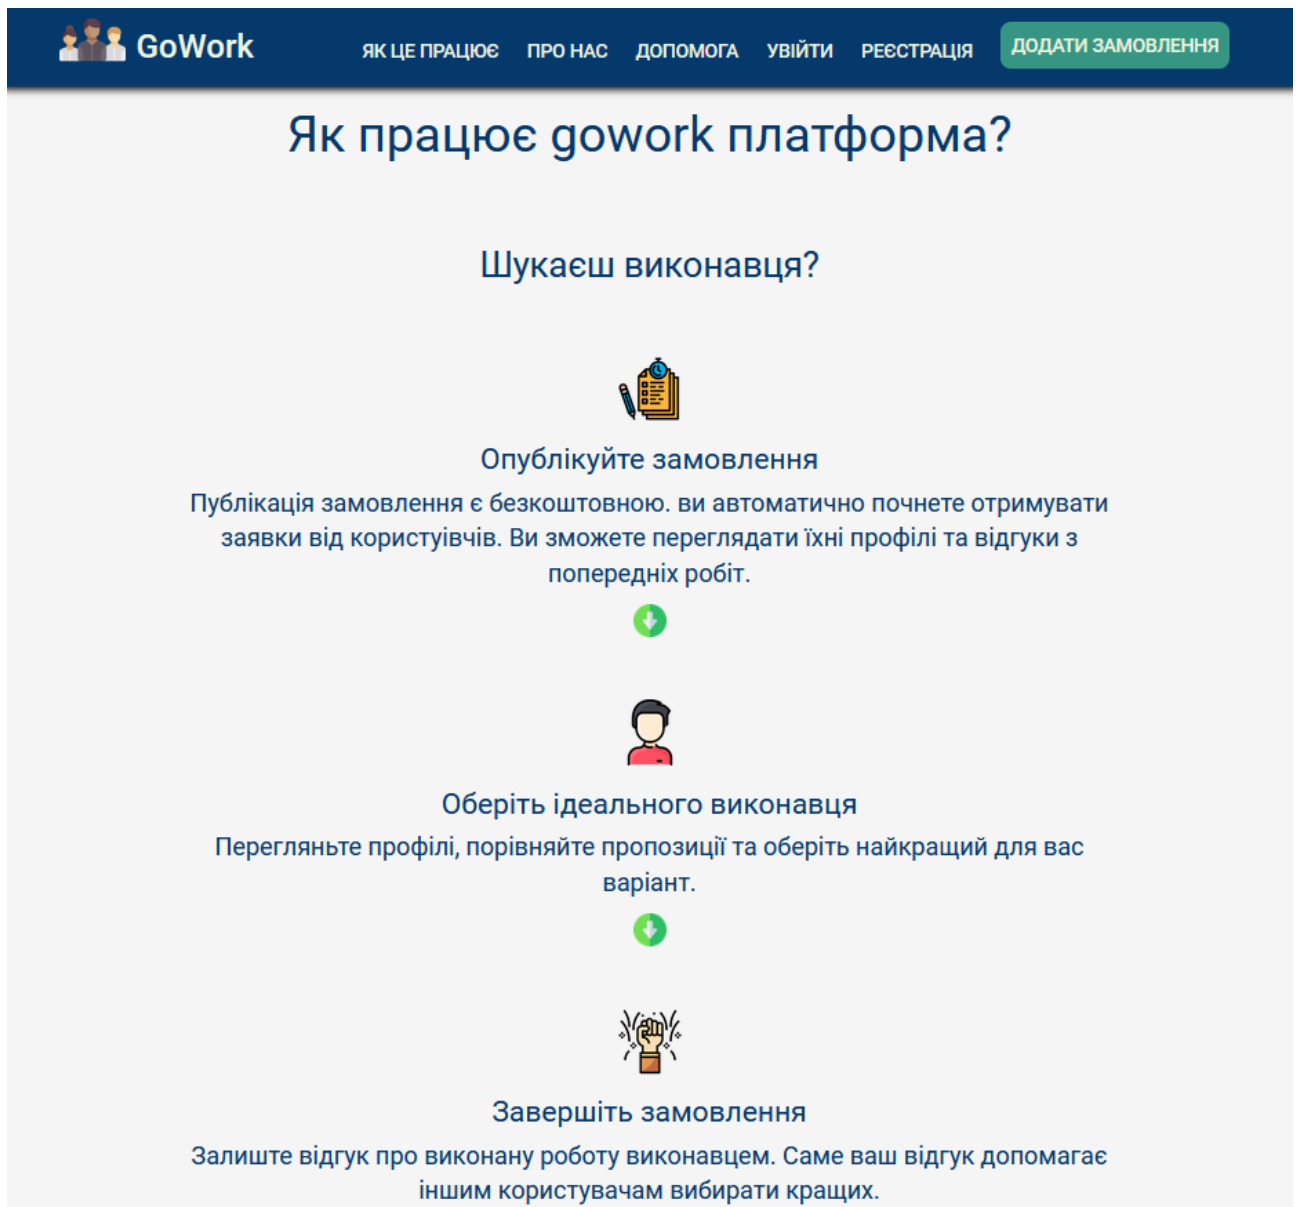 GoWork
ЯК ЦЕ ПРАЦЮЄ ПРО НАС ДОПОМОГА УВІЙТИ РЕЄСТРАЦІЯ ДОДАТИ ЗАМОВЛЕННЯ
Як працює gowork платформа?
Шукаєш виконавця?
Опублікуйте замовлення
Публікація замовлення є безкоштовною. ви автоматично почнете отримувати
заявки від користуівчів. Ви зможете переглядати їхні профілі та відгуки з
попередніх робіт.
Оберіть ідеального виконавця
Перегляньте профілі, порівняйте пропозиції та оберіть найкращий для вас
варіант.
Завершіть замовлення
Залиште відгук про виконану роботу виконавцем. Саме ваш відгук допомагає
іншим користувачам вибирати кращих.